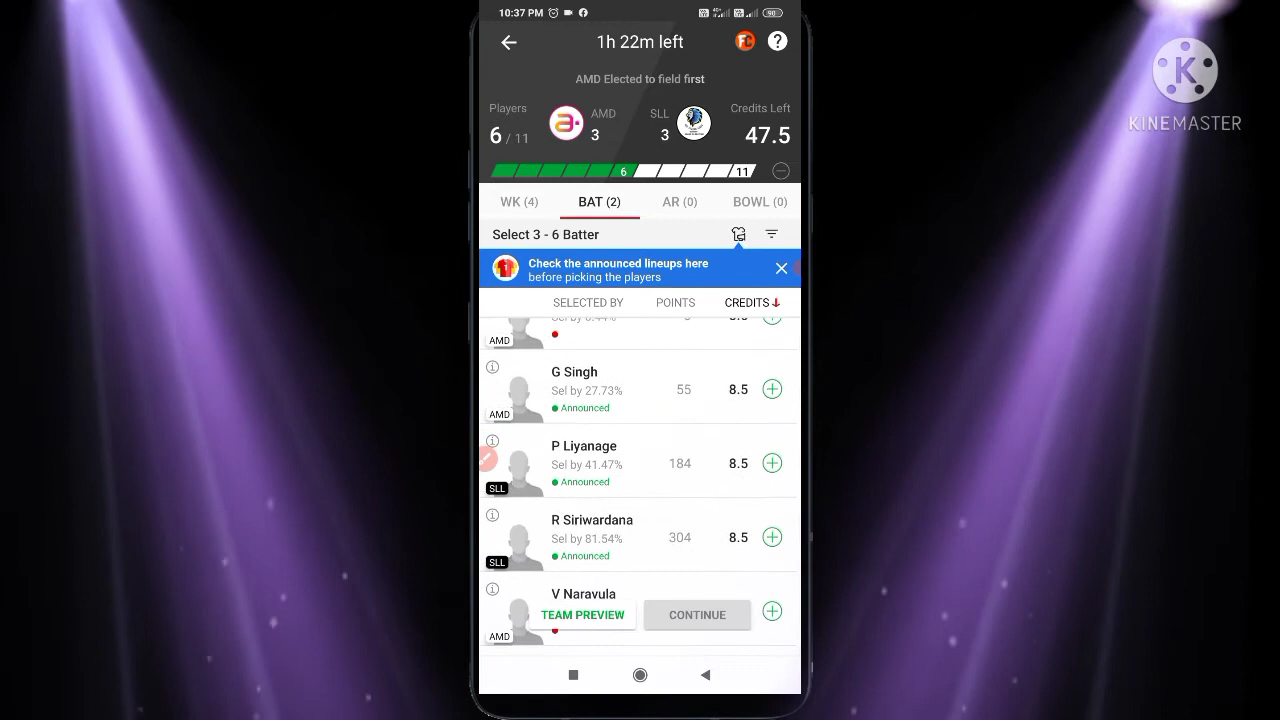 10:37 PM
90
1h 22m left
FC
?
AMD Elected to field first
Players
6 / 11
AMD
3
SLL
3
Credits Left
47.5
6
11
WK (4)
BAT (2)
AR (0)
BOWL (0)
Select 3 - 6 Batter
Check the announced lineups here
before picking the players
SELECTED BY
POINTS
CREDITS
AMD
G Singh
Sel by 27.73%
55
8.5
Announced
AMD
P Liyanage
Sel by 41.47%
184
8.5
Announced
SLL
R Siriwardana
Sel by 81.54%
304
8.5
Announced
SLL
V Naravula
TEAM PREVIEW
CONTINUE
AMD
K
KINEMASTER